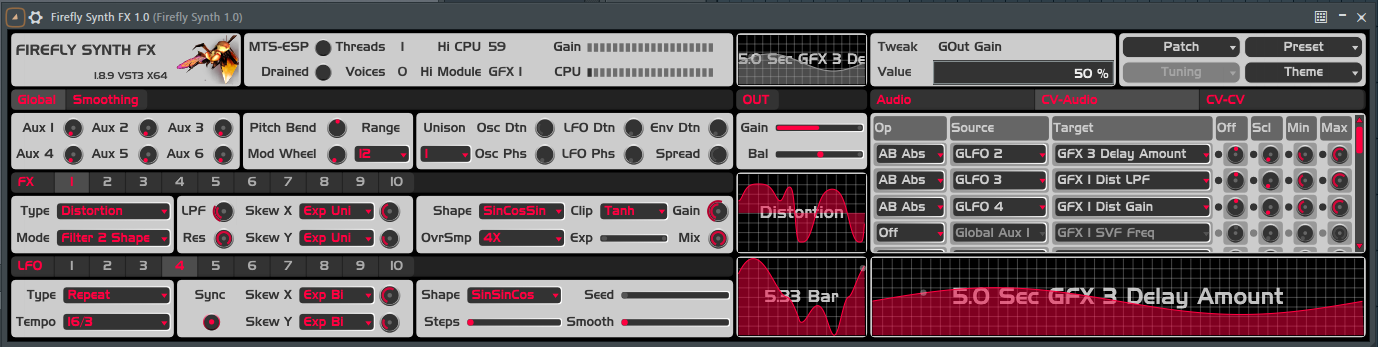 Firefly Synth FX 1.0 (Firefly Synth 1.0)
FIREFLY SYNTH FX
1.8.9 VST3 X64
MTS-ESP Threads 1 Hi CPU 59 Gain
Drained Voices 0 Hi Module GFX 1 CPU
5.0 Sec GFX 3 De
Tweak GOut Gain
Value 50 %
Patch Preset
Tuning Theme
Global Smoothing
OUT
Audio CV-Audio CV-CV
Aux 1 Aux 2 Aux 3
Aux 4 Aux 5 Aux 6
Pitch Bend Range
Mod Wheel 12
Unison Osc Dtn LFO Dtn Env Dtn
1 Osc Phs LFO Phs Spread
Gain
Bal
Op Source Target Off Scl Min Max
AB Abs GLFO 2 GFX 3 Delay Amount
AB Abs GLFO 3 GFX 1 Dist LPF
AB Abs GLFO 4 GFX 1 Dist Gain
Off Global Aux 1 GFX 1 SVF Freq
FX 1 2 3 4 5 6 7 8 9 10
Type Distortion LPF Skew X Exp Uni
Mode Filter 2 Shape Res Skew Y Exp Uni
Shape SinCosSin Clip Tanh Gain
OvrSmp 4X Exp Mix
Distortion
LFO 1 2 3 4 5 6 7 8 9 10
Type Repeat Sync Skew X Exp Bi
Tempo 16/3 Skew Y Exp Bi
Shape SinSinCos Seed
Steps Smooth
5.33 Bar
5.0 Sec GFX 3 Delay Amount